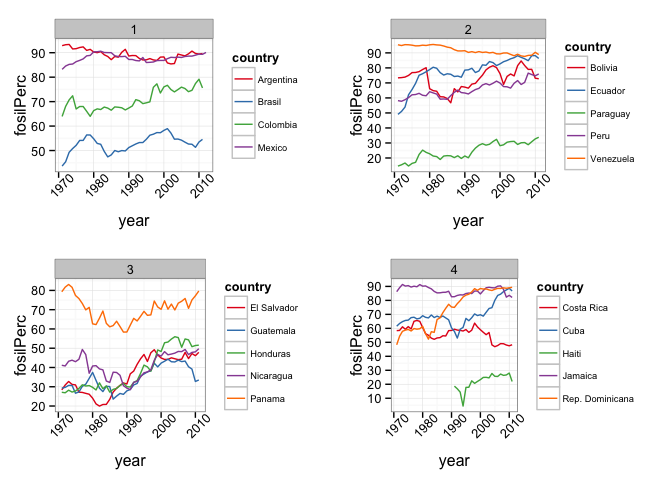 1
fosilPerc
90
80
70
60
50
1970
1980
1990
2000
2010
year
country
Argentina
Brasil
Colombia
Mexico
2
fosilPerc
90
80
70
60
50
40
30
20
1970
1980
1990
2000
2010
year
country
Bolivia
Ecuador
Paraguay
Peru
Venezuela
3
fosilPerc
80
70
60
50
40
30
20
1970
1980
1990
2000
2010
year
country
El Salvador
Guatemala
Honduras
Nicaragua
Panama
4
fosilPerc
90
80
70
60
50
40
30
20
10
1970
1980
1990
2000
2010
year
country
Costa Rica
Cuba
Haiti
Jamaica
Rep. Dominicana